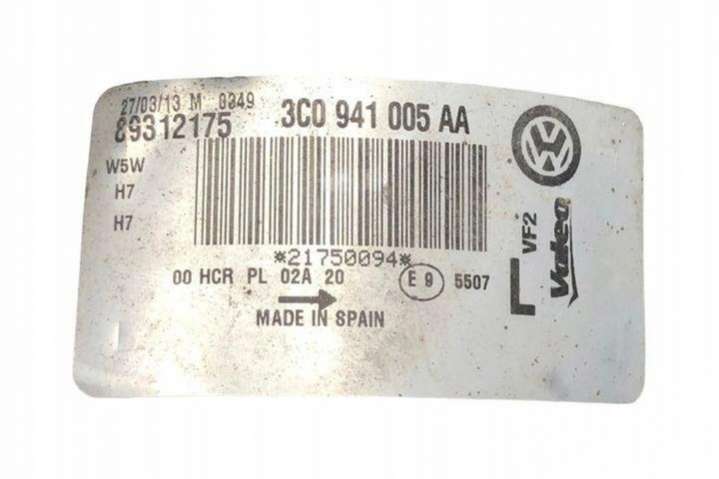 27/03/13 M 0349
89312175
3C0 941 005 AA
W5W
H7
H7
*21750094*
00 HCR PL 02A 20
E 9 5507
MADE IN SPAIN
L
VF2
Valeo